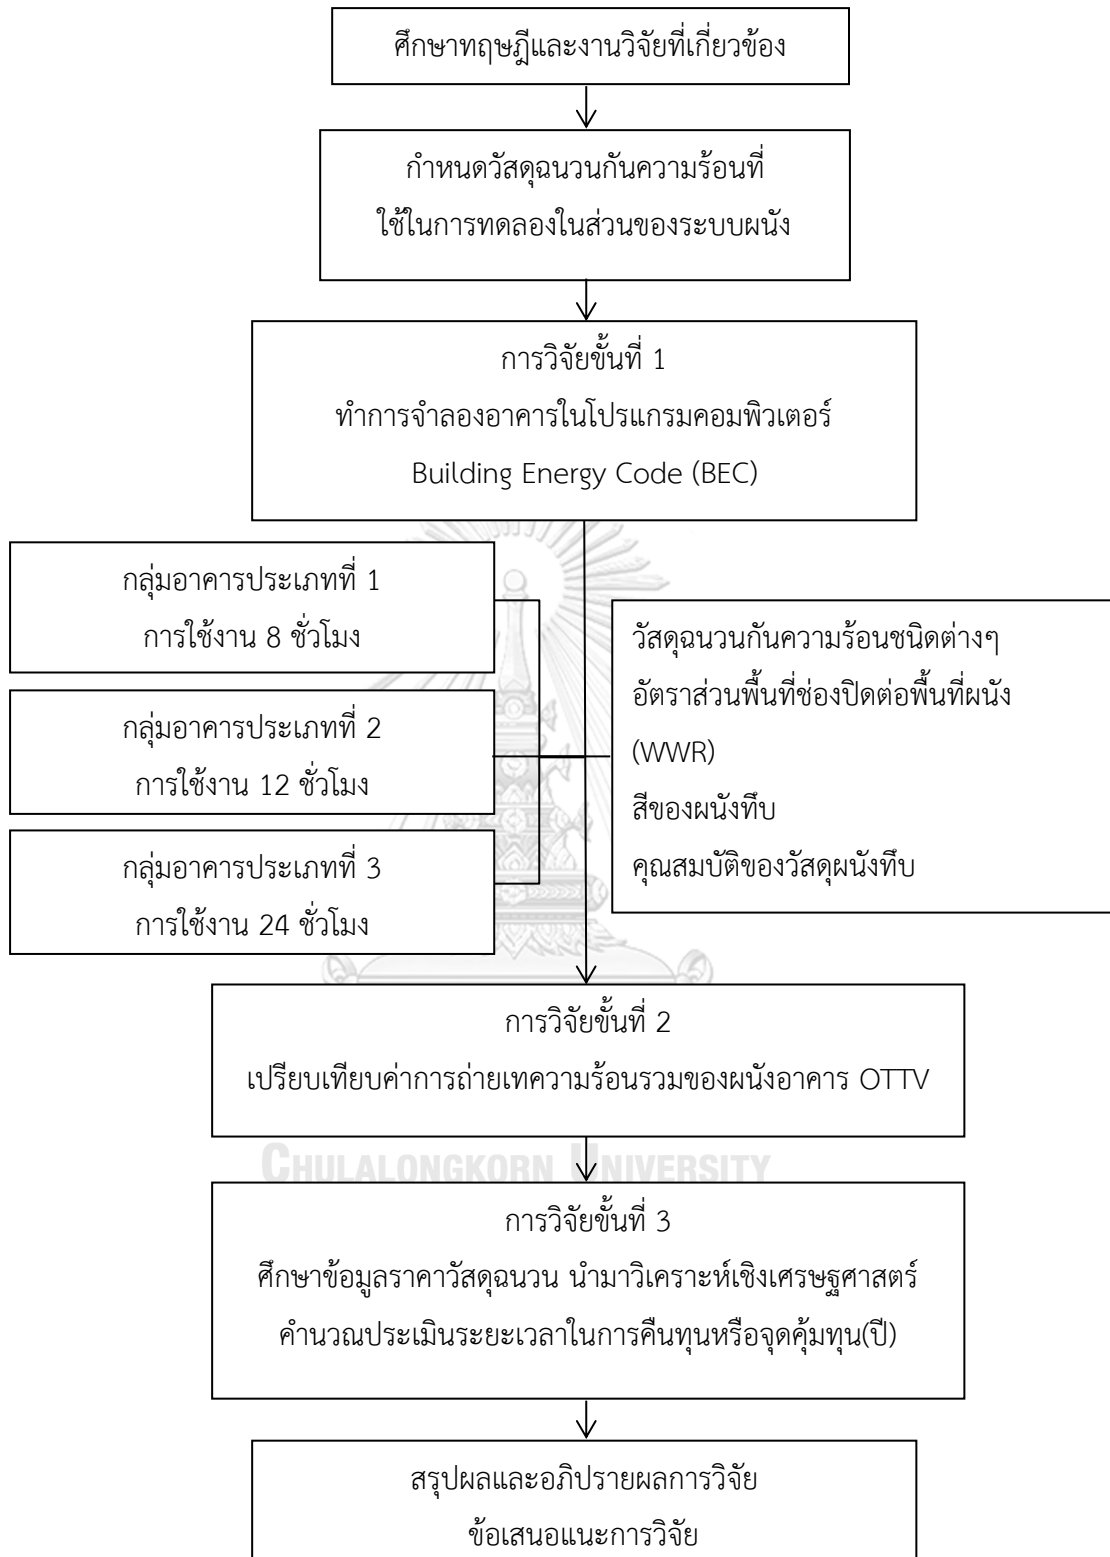 ศึกษาทฤษฎีและงานวิจัยที่เกี่ยวข้อง
กำหนดวัสดุฉนวนกันความร้อนที่
ใช้ในการทดลองในส่วนของระบบผนัง
การวิจัยขั้นที่ 1
ทำการจำลองอาคารในโปรแกรมคอมพิวเตอร์
Building Energy Code (BEC)
กลุ่มอาคารประเภทที่ 1
การใช้งาน 8 ชั่วโมง
กลุ่มอาคารประเภทที่ 2
การใช้งาน 12 ชั่วโมง
กลุ่มอาคารประเภทที่ 3
การใช้งาน 24 ชั่วโมง
วัสดุฉนวนกันความร้อนชนิดต่างๆ
อัตราส่วนพื้นที่ช่องปิดต่อพื้นที่ผนัง
(WWR)
สีของผนังทึบ
คุณสมบัติของวัสดุผนังทึบ
การวิจัยขั้นที่ 2
เปรียบเทียบค่าการถ่ายเทความร้อนรวมของผนังอาคาร OTTV
CHULALONGKORN UNIVERSITY
การวิจัยขั้นที่ 3
ศึกษาข้อมูลราคาวัสดุฉนวน นำมาวิเคราะห์เชิงเศรษฐศาสตร์
คำนวณประเมินระยะเวลาในการคืนทุนหรือจุดคุ้มทุน(ปี)
สรุปผลและอภิปรายผลการวิจัย
ข้อเสนอแนะการวิจัย